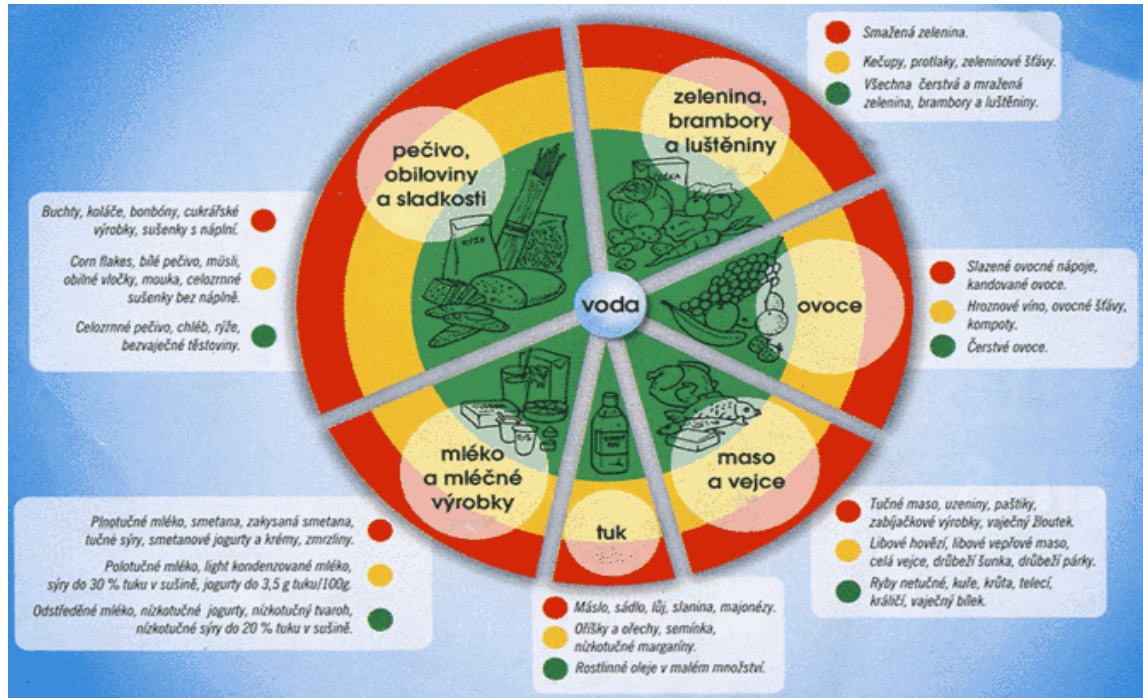 Smažená zelenina.
Kečupy, protlaky, zeleninové šťávy.
Všechna čerstvá a mražená
zelenina, brambory a luštěniny.
zelenina,
brambory
a luštěniny
pečivo,
obiloviny
a sladkosti
RÝŽE
Buchty, koláče, bonbóny, cukrářské
výrobky, sušenky s náplní.
Corn flakes, bílé pečivo, müsli,
obilné vločky, mouka, celozrnné
sušenky bez náplně.
Celozrnné pečivo, chléb, rýže,
bezvaječné těstoviny.
voda
ovoce
Slazené ovocné nápoje,
kandované ovoce.
Hroznové víno, ovocné šťávy,
kompoty.
Čerstvé ovoce.
mléko
a mléčné
výrobky
maso
a vejce
tuk
Plnotučné mléko, smetana, zakysaná smetana,
tučné sýry, smetanové jogurty a krémy, zmrzliny.
Polotučné mléko, light kondenzované mléko,
sýry do 30 % tuku v sušině, jogurty do 3,5 g tuku/100g.
Odstředěné mléko, nízkotučné jogurty, nízkotučný tvaroh,
nízkotučné sýry do 20 % tuku v sušině.
Tučné maso, uzeniny, paštiky,
zabíjačkové výrobky, vaječný žloutek.
Libové hovězí, libové vepřové maso,
celá vejce, drůbeží šunka, drůbeží párky.
Ryby netučné, kuře, krůta, telecí,
králičí, vaječný bílek.
Máslo, sádlo, lůj, slanina, majonézy.
Oříšky a ořechy, semínka,
nízkotučné margaríny.
Rostlinné oleje v malém množství.